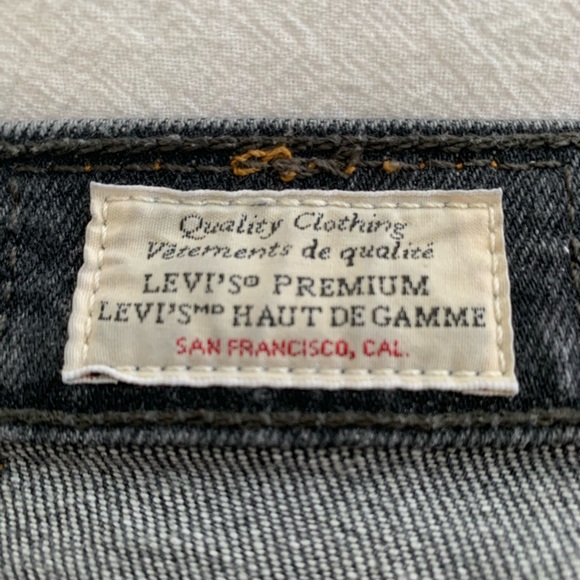 Quality Clothing
Vêtements de qualité
LEVI'S® PREMIUM
LEVI'Sᴹᴰ HAUT DE GAMME
SAN FRANCISCO, CAL.